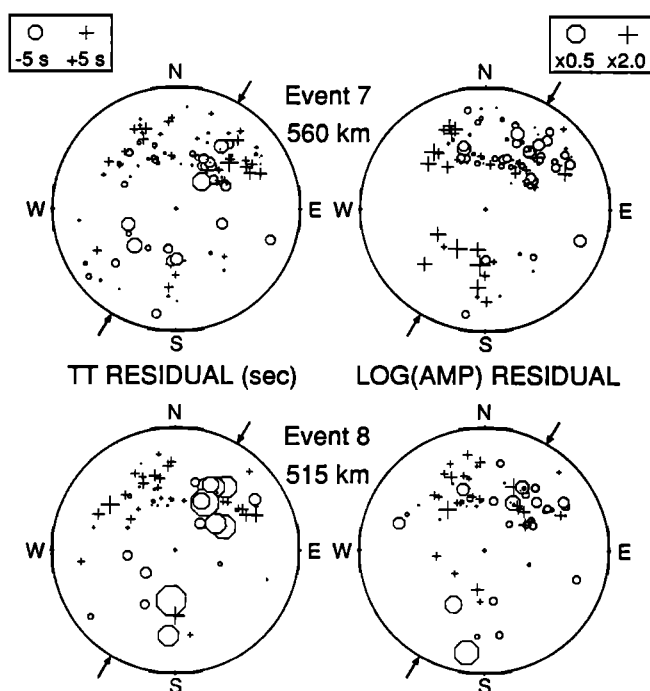 -5 s +5 s
x0.5 x2.0
N
Event 7
N
560 km
W
E
W
E
S
S
TT RESIDUAL (sec)
LOG(AMP) RESIDUAL
N
Event 8
N
515 km
W
E
W
E
S
S